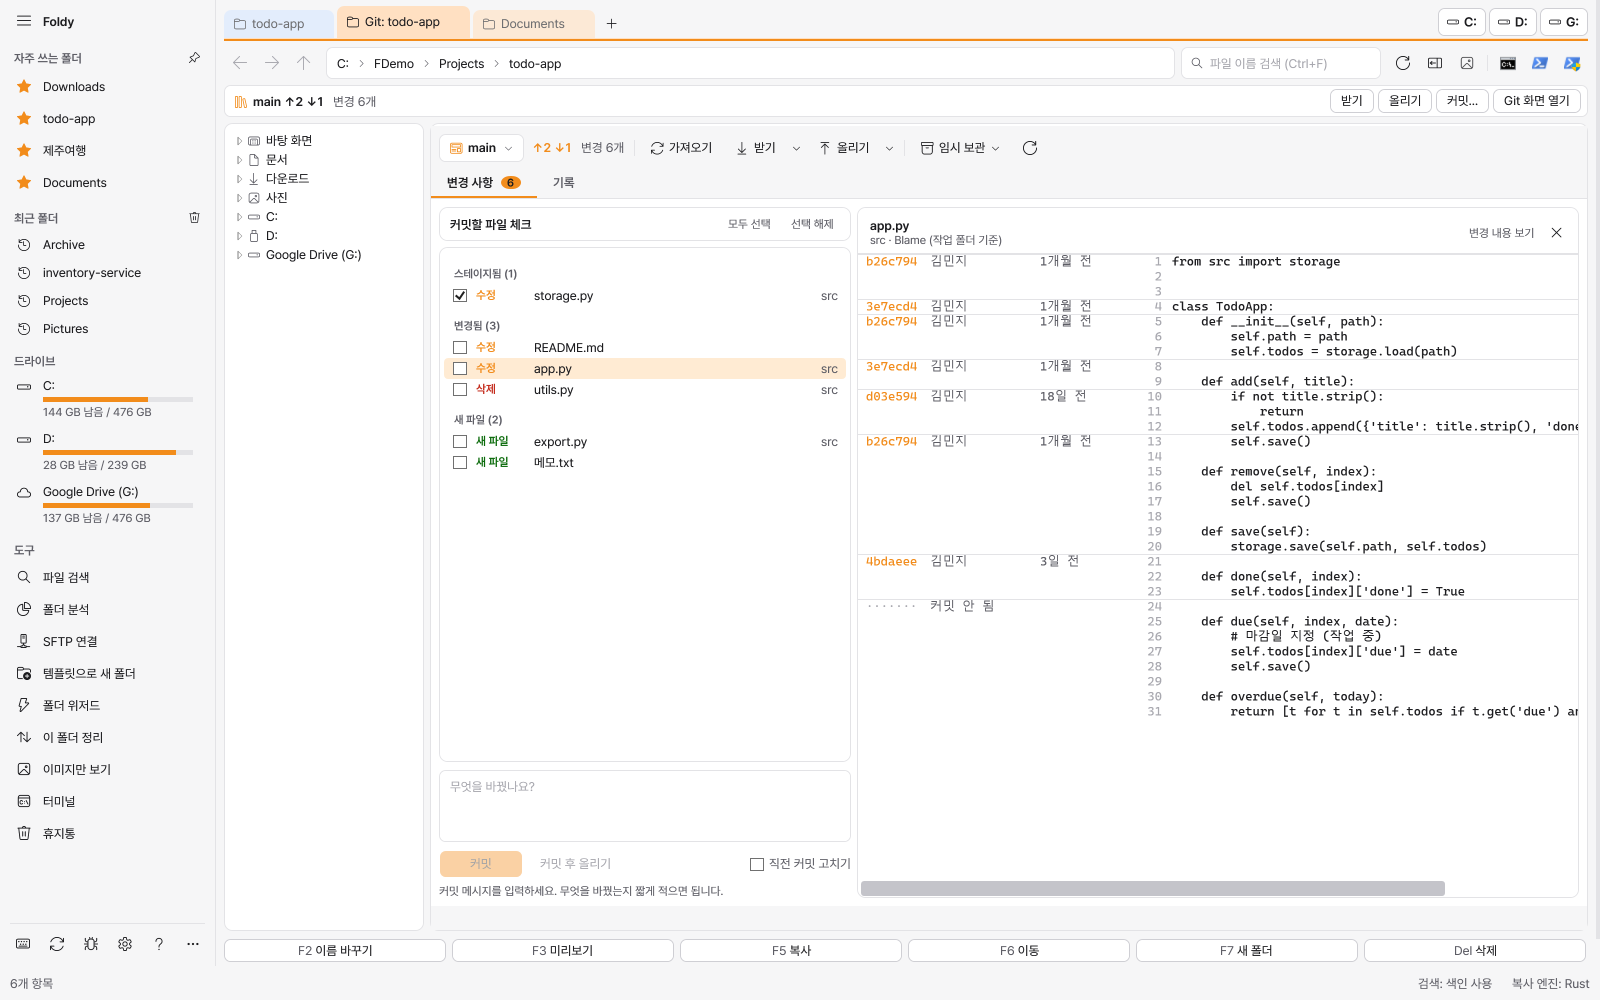 Foldy
자주 쓰는 폴더
Downloads
todo-app
제주여행
Documents
최근 폴더
Archive
inventory-service
Projects
Pictures
드라이브
C:
144 GB 남음 / 476 GB
D:
28 GB 남음 / 239 GB
Google Drive (G:)
137 GB 남음 / 476 GB
도구
파일 검색
폴더 분석
SFTP 연결
템플릿으로 새 폴더
폴더 위저드
이 폴더 정리
이미지만 보기
터미널
휴지통
6개 항목
todo-app
Git: todo-app
Documents
C: D: G:
C: > FDemo > Projects > todo-app
파일 이름 검색 (Ctrl+F)
main ↑2 ↓1 변경 6개
받기 올리기 커밋... Git 화면 열기
바탕 화면
문서
다운로드
사진
C:
D:
Google Drive (G:)
main ↑2 ↓1 변경 6개 가져오기 받기 올리기 임시 보관
변경 사항 6 기록
커밋할 파일 체크 모두 선택 선택 해제
스테이지됨 (1)
수정 storage.py src
변경됨 (3)
수정 README.md
수정 app.py src
삭제 utils.py src
새 파일 (2)
새 파일 export.py src
새 파일 메모.txt
무엇을 바꿨나요?
커밋 커밋 후 올리기 직전 커밋 고치기
커밋 메시지를 입력하세요. 무엇을 바꿨는지 짧게 적으면 됩니다.
app.py
src · Blame (작업 폴더 기준)
변경 내용 보기
b26c794 김민지 1개월 전 1 from src import storage
2
3
3e7ecd4 김민지 1개월 전 4 class TodoApp:
b26c794 김민지 1개월 전 5 def __init__(self, path):
6 self.path = path
7 self.todos = storage.load(path)
3e7ecd4 김민지 1개월 전 8
9 def add(self, title):
d03e594 김민지 18일 전 10 if not title.strip():
11 return
12 self.todos.append({'title': title.strip(), 'done
b26c794 김민지 1개월 전 13 self.save()
14
15 def remove(self, index):
16 del self.todos[index]
17 self.save()
18
19 def save(self):
20 storage.save(self.path, self.todos)
4bdaeee 김민지 3일 전 21
22 def done(self, index):
23 self.todos[index]['done'] = True
······· 커밋 안 됨 24
25 def due(self, index, date):
26 # 마감일 지정 (작업 중)
27 self.todos[index]['due'] = date
28 self.save()
29
30 def overdue(self, today):
31 return [t for t in self.todos if t.get('due') an
F2 이름 바꾸기 F3 미리보기 F5 복사 F6 이동 F7 새 폴더 Del 삭제
검색: 색인 사용 복사 엔진: Rust